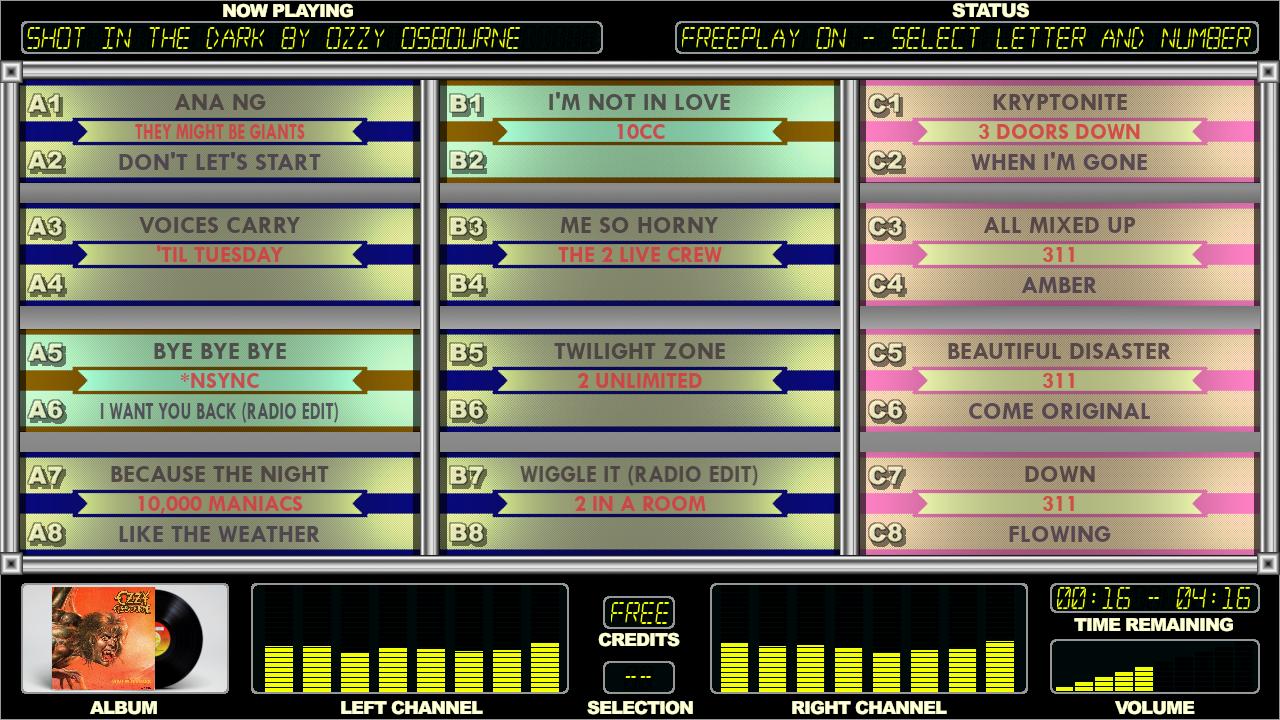 NOW PLAYING
STATUS
SHOT IN THE DARK BY OZZY OSBOURNE
FREEPLAY ON - SELECT LETTER AND NUMBER
A1 ANA NG
THEY MIGHT BE GIANTS
A2 DON'T LET'S START
A3 VOICES CARRY
'TIL TUESDAY
A4
A5 BYE BYE BYE
*NSYNC
A6 I WANT YOU BACK (RADIO EDIT)
A7 BECAUSE THE NIGHT
10,000 MANIACS
A8 LIKE THE WEATHER
B1 I'M NOT IN LOVE
10CC
B2
B3 ME SO HORNY
THE 2 LIVE CREW
B4
B5 TWILIGHT ZONE
2 UNLIMITED
B6
B7 WIGGLE IT (RADIO EDIT)
2 IN A ROOM
B8
C1 KRYPTONITE
3 DOORS DOWN
C2 WHEN I'M GONE
C3 ALL MIXED UP
311
C4 AMBER
C5 BEAUTIFUL DISASTER
311
C6 COME ORIGINAL
C7 DOWN
311
C8 FLOWING
OZZY
OSBOURNE
ALBUM
LEFT CHANNEL
FREE
CREDITS
-- --
SELECTION
RIGHT CHANNEL
00:16 - 04:16
TIME REMAINING
VOLUME